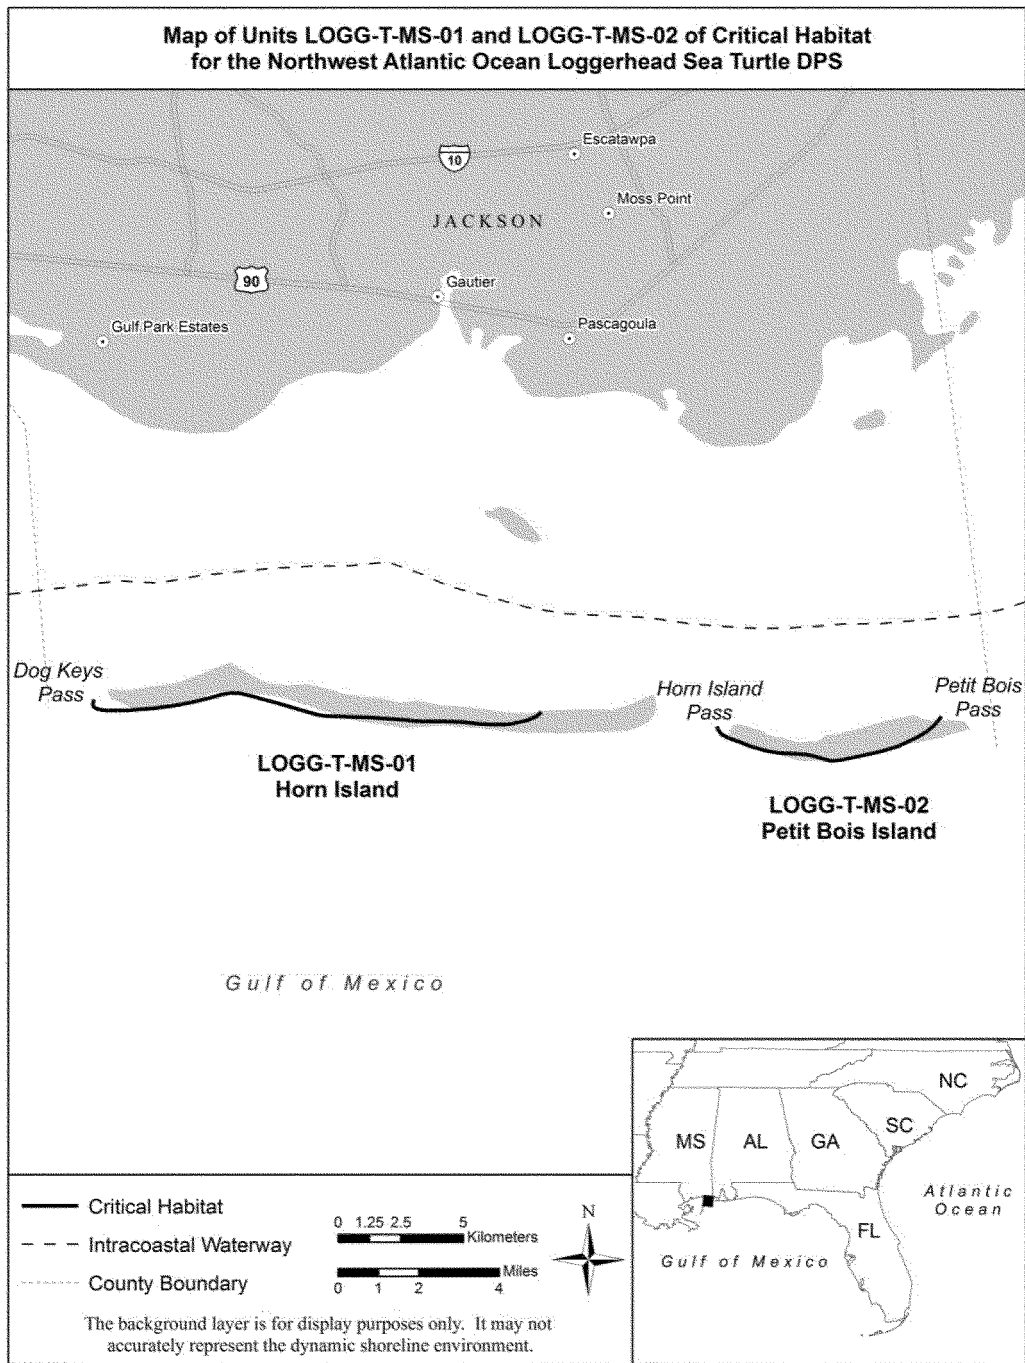 Map of Units LOGG-T-MS-01 and LOGG-T-MS-02 of Critical Habitat
for the Northwest Atlantic Ocean Loggerhead Sea Turtle DPS
Escatawpa
10
Moss Point
JACKSON
90
Gautier
Gulf Park Estates
Pascagoula
Dog Keys
Pass
Horn Island
Pass
Petit Bois
Pass
LOGG-T-MS-01
Horn Island
LOGG-T-MS-02
Petit Bois Island
Gulf of Mexico
NC
SC
MS
AL
GA
Atlantic
Ocean
FL
Gulf of Mexico
Critical Habitat
Intracoastal Waterway
County Boundary
0 1.25 2.5 5
Kilometers
Miles
0 1 2 4
N
The background layer is for display purposes only. It may not
accurately represent the dynamic shoreline environment.